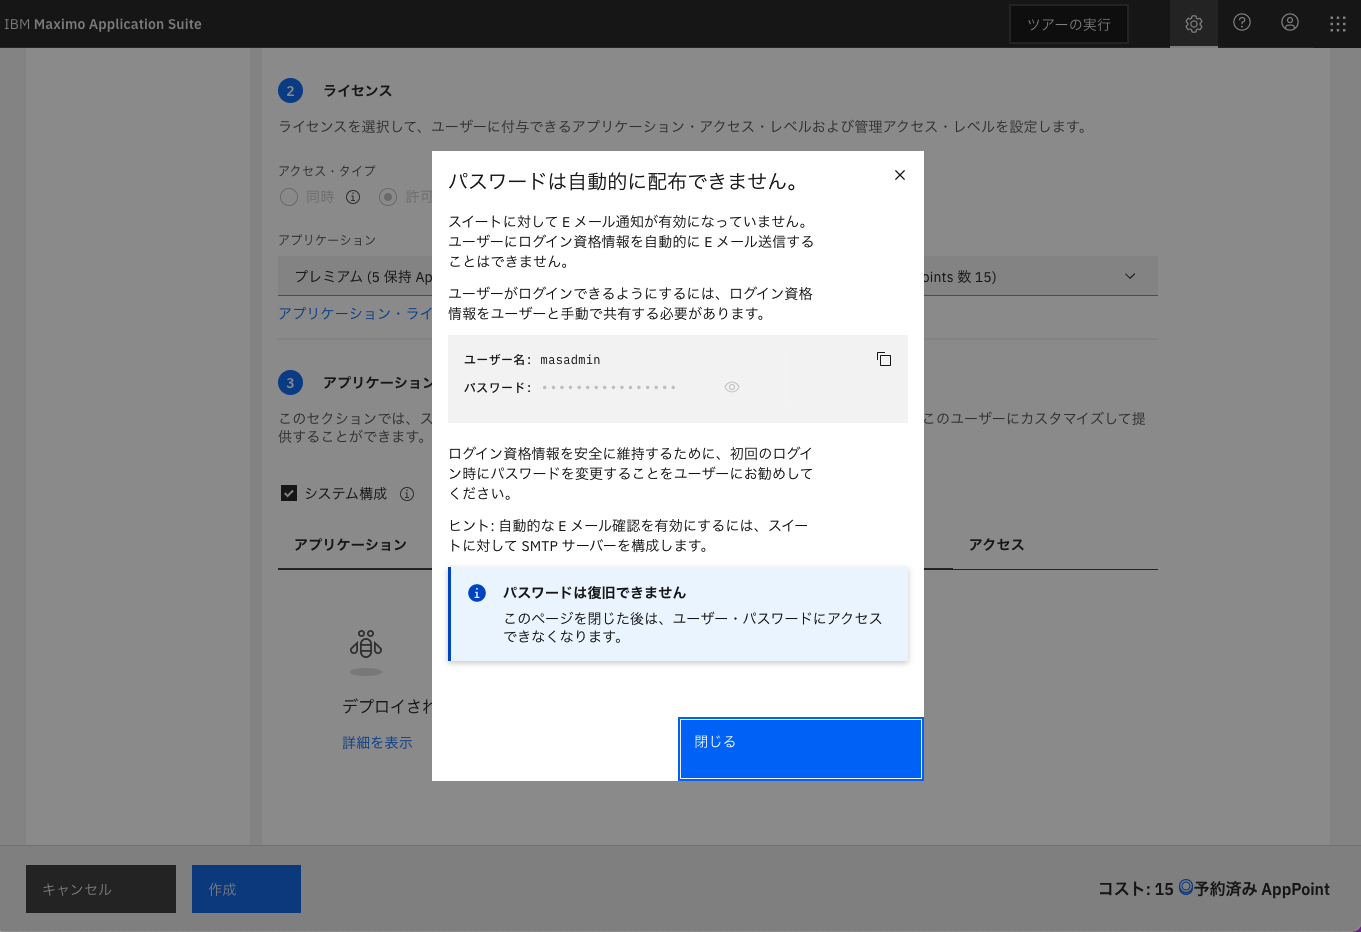 IBM Maximo Application Suite
ツアーの実行
2 ライセンス
ライセンスを選択して、ユーザーに付与できるアプリケーション・アクセス・レベルおよび管理アクセス・レベルを設定します。
アクセス・タイプ
同時 許可
アプリケーション
プレミアム (5 保持 Ap
oints 数 15)
アプリケーション・ライ
3 アプリケーション
このセクションでは、ス
このユーザーにカスタマイズして提
供することができます。
システム構成
アプリケーション
アクセス
デプロイされ
詳細を表示
パスワードは自動的に配布できません。
スイートに対して E メール通知が有効になっていません。
ユーザーにログイン資格情報を自動的に E メール送信する
ことはできません。
ユーザーがログインできるようにするには、ログイン資格
情報をユーザーと手動で共有する必要があります。
ユーザー名: masadmin
パスワード: ••••••••••••••••
ログイン資格情報を安全に維持するために、初回のログイ
ン時にパスワードを変更することをユーザーにお勧めして
ください。
ヒント: 自動的な E メール確認を有効にするには、スイー
トに対して SMTP サーバーを構成します。
パスワードは復旧できません
このページを閉じた後は、ユーザー・パスワードにアクセス
できなくなります。
閉じる
キャンセル
作成
コスト: 15 予約済み AppPoint